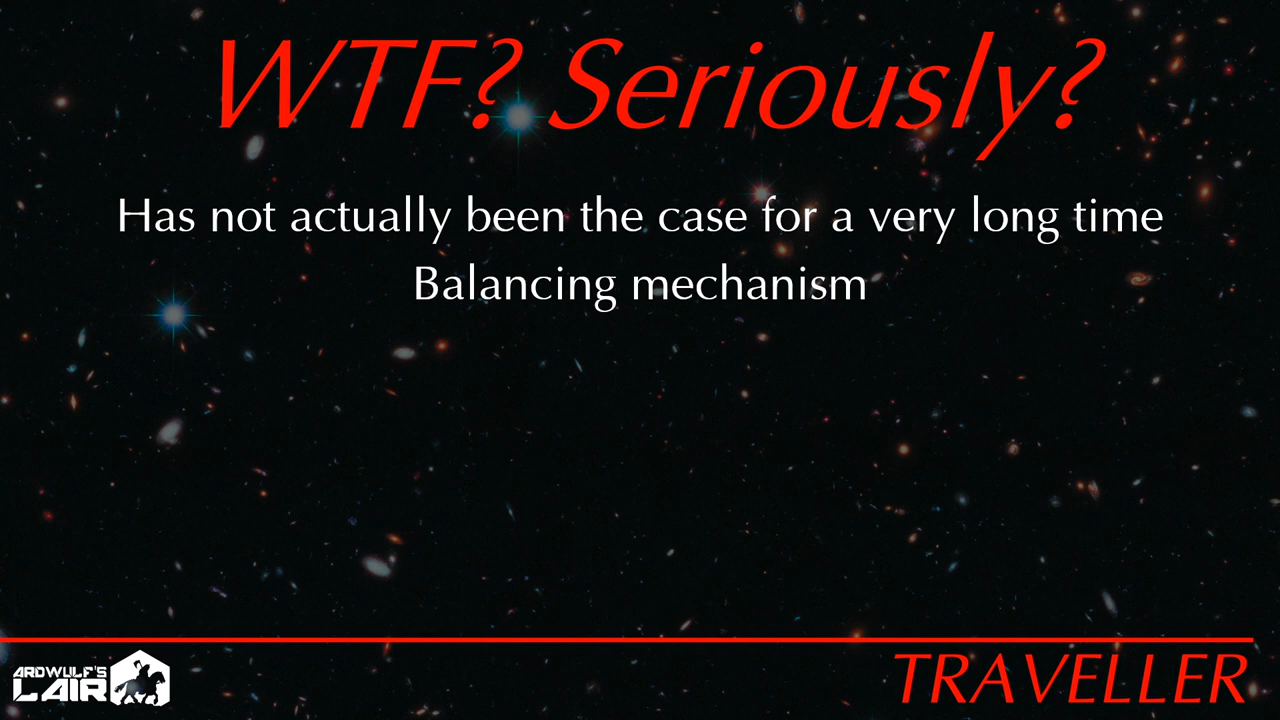 WTF? Seriously?
Has not actually been the case for a very long time
Balancing mechanism
ARDWULF'S
LAIR
TRAVELLER